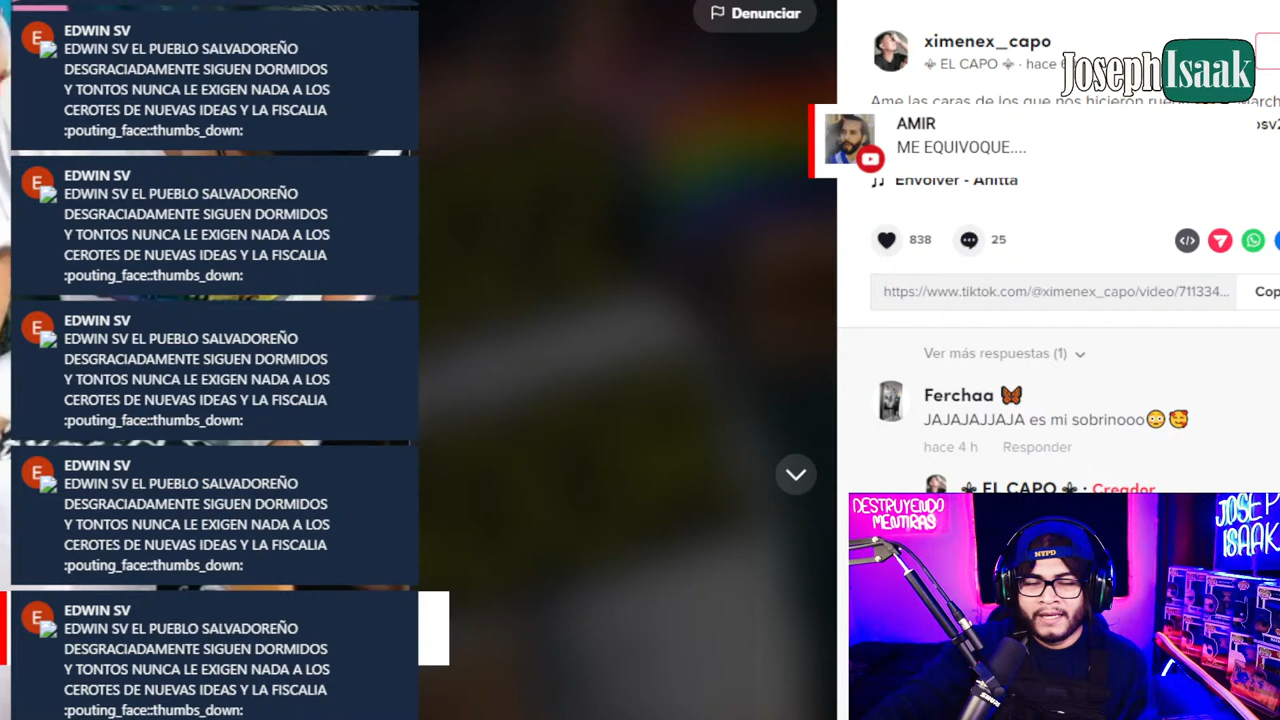 EDWIN SV
EDWIN SV EL PUEBLO SALVADOREÑO
DESGRACIADAMENTE SIGUEN DORMIDOS
Y TONTOS NUNCA LE EXIGEN NADA A LOS
CEROTES DE NUEVAS IDEAS Y LA FISCALIA
:pouting_face::thumbs_down:
EDWIN SV
EDWIN SV EL PUEBLO SALVADOREÑO
DESGRACIADAMENTE SIGUEN DORMIDOS
Y TONTOS NUNCA LE EXIGEN NADA A LOS
CEROTES DE NUEVAS IDEAS Y LA FISCALIA
:pouting_face::thumbs_down:
EDWIN SV
EDWIN SV EL PUEBLO SALVADOREÑO
DESGRACIADAMENTE SIGUEN DORMIDOS
Y TONTOS NUNCA LE EXIGEN NADA A LOS
CEROTES DE NUEVAS IDEAS Y LA FISCALIA
:pouting_face::thumbs_down:
EDWIN SV
EDWIN SV EL PUEBLO SALVADOREÑO
DESGRACIADAMENTE SIGUEN DORMIDOS
Y TONTOS NUNCA LE EXIGEN NADA A LOS
CEROTES DE NUEVAS IDEAS Y LA FISCALIA
:pouting_face::thumbs_down:
EDWIN SV
EDWIN SV EL PUEBLO SALVADOREÑO
DESGRACIADAMENTE SIGUEN DORMIDOS
Y TONTOS NUNCA LE EXIGEN NADA A LOS
CEROTES DE NUEVAS IDEAS Y LA FISCALIA
:pouting_face::thumbs_down:
Denunciar
ximenex_capo
EL CAPO · hace
JosephIsaak
Ame las caras de los que nos hicieron
AMIR
ME EQUIVOQUE....
Envolver - Anitta
838
25
https://www.tiktok.com/@ximenex_capo/video/711334...
Cop
Ver más respuestas (1)
Ferchaa
JAJAJAJJAJA es mi sobrinooo
hace 4 h
Responder
EL CAPO · Creador
DESTRUYENDO
MENTIRAS
NYPD
JOSEP
ISAAK